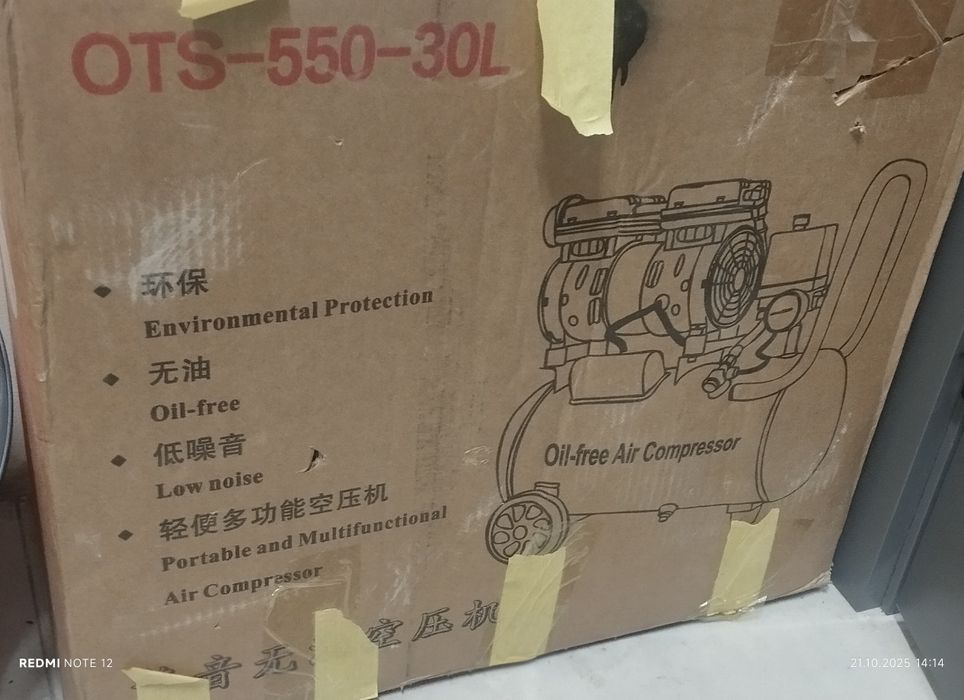 OTS-550-30L
环保
Environmental Protection
无油
Oil-free
低噪音
Low noise
轻便多功能空压机
Portable and Multifunctional
Air Compressor
Oil-free Air Compressor
音无 空压机
REDMI NOTE 12
21.10.2025 14:14